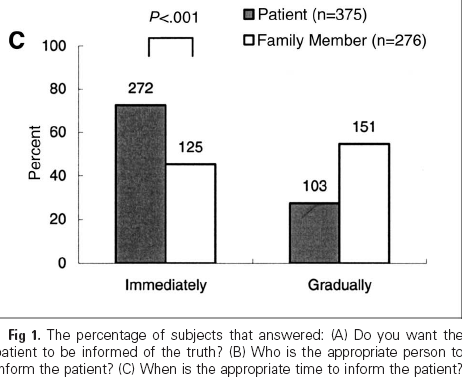 C
P<.001
Patient (n=375)
Family Member (n=276)
100
80
60
40
20
0
Percent
272
125
103
151
Immediately
Gradually
Fig 1. The percentage of subjects that answered: (A) Do you want the
patient to be informed of the truth? (B) Who is the appropriate person to
inform the patient? (C) When is the appropriate time to inform the patient?